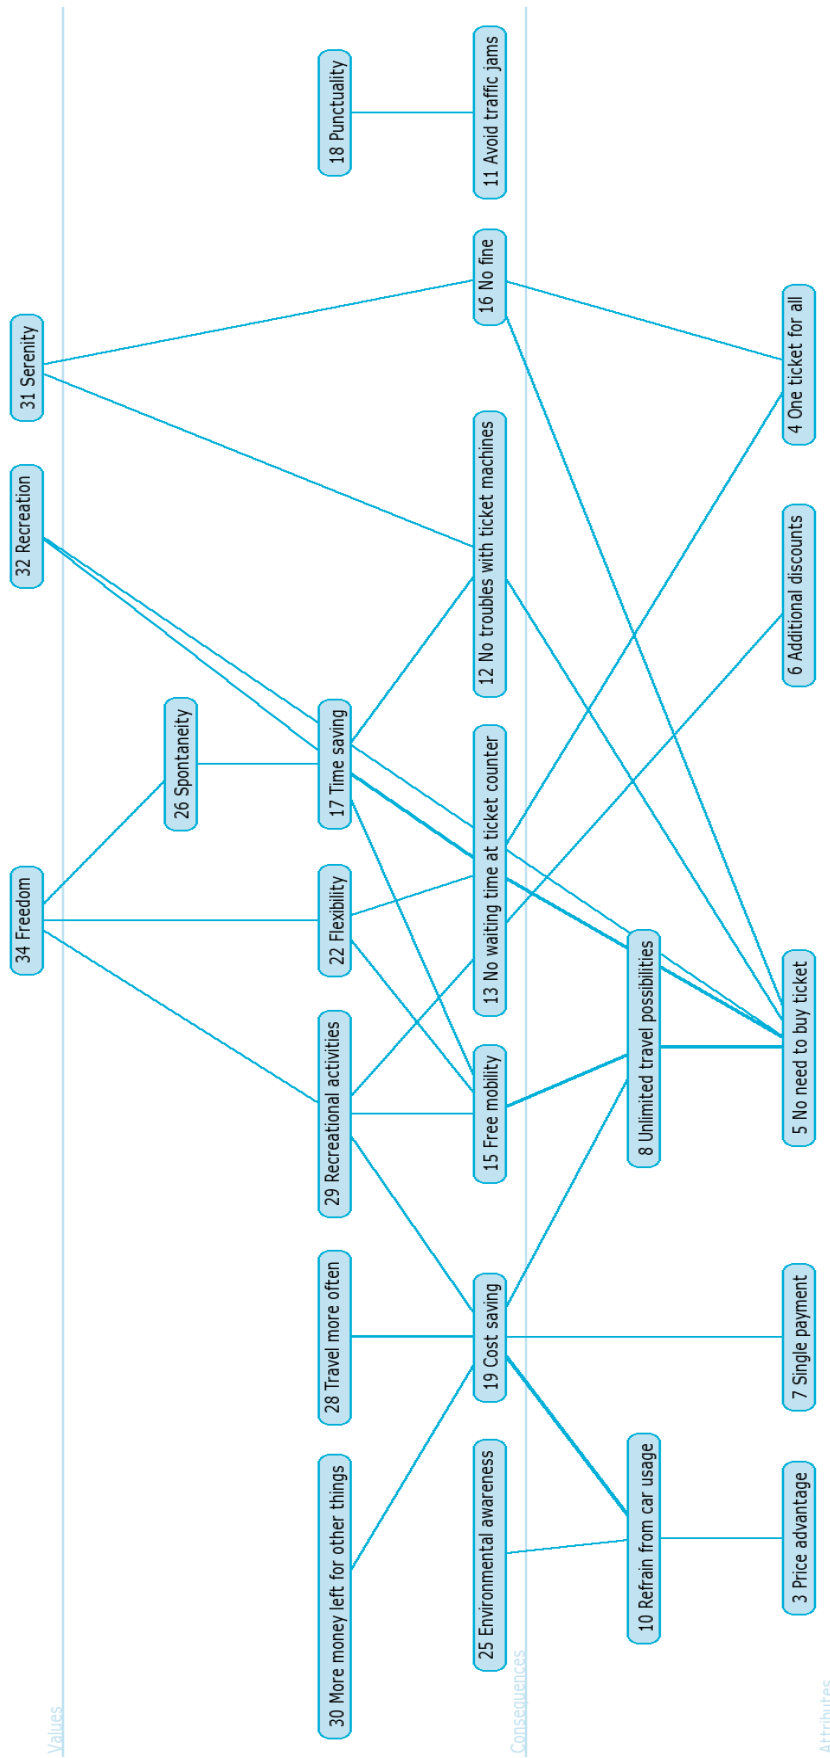 Values
34 Freedom
32 Recreation
31 Serenity
26 Spontaneity
30 More money left for other things
28 Travel more often
29 Recreational activities
22 Flexibility
17 Time saving
18 Punctuality
Consequences
25 Environmental awareness
19 Cost saving
15 Free mobility
13 No waiting time at ticket counter
12 No troubles with ticket machines
16 No fine
11 Avoid traffic jams
10 Refrain from car usage
8 Unlimited travel possibilities
Attributes
3 Price advantage
7 Single payment
5 No need to buy ticket
6 Additional discounts
4 One ticket for all